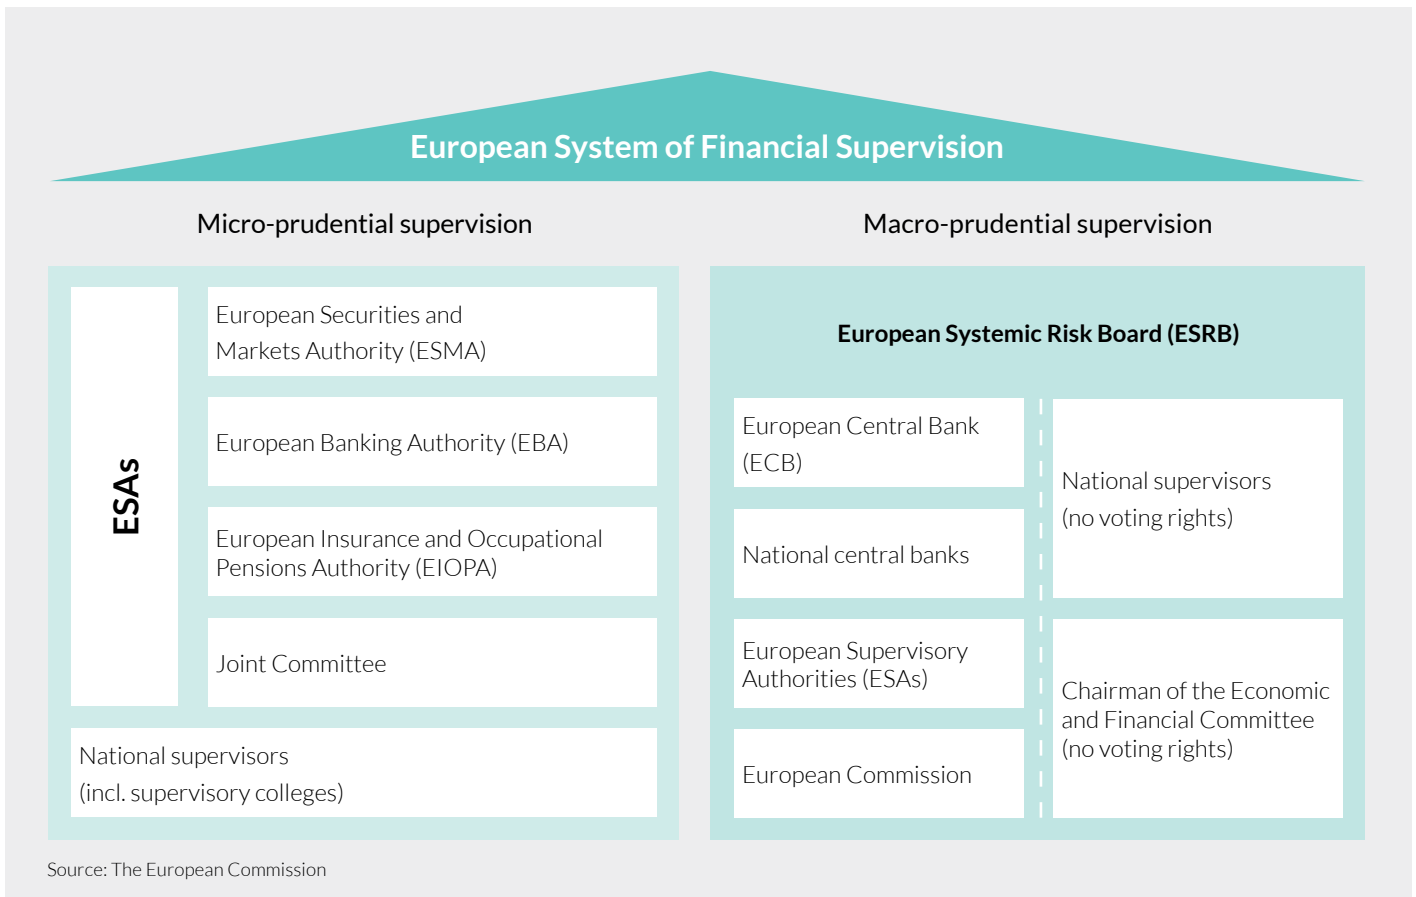 European System of Financial Supervision
Micro-prudential supervision
Macro-prudential supervision
ESAs
European Securities and
Markets Authority (ESMA)
European Banking Authority (EBA)
European Insurance and Occupational
Pensions Authority (EIOPA)
Joint Committee
National supervisors
(incl. supervisory colleges)
European Systemic Risk Board (ESRB)
European Central Bank
(ECB)
National central banks
European Supervisory
Authorities (ESAs)
European Commission
National supervisors
(no voting rights)
Chairman of the Economic
and Financial Committee
(no voting rights)
Source: The European Commission